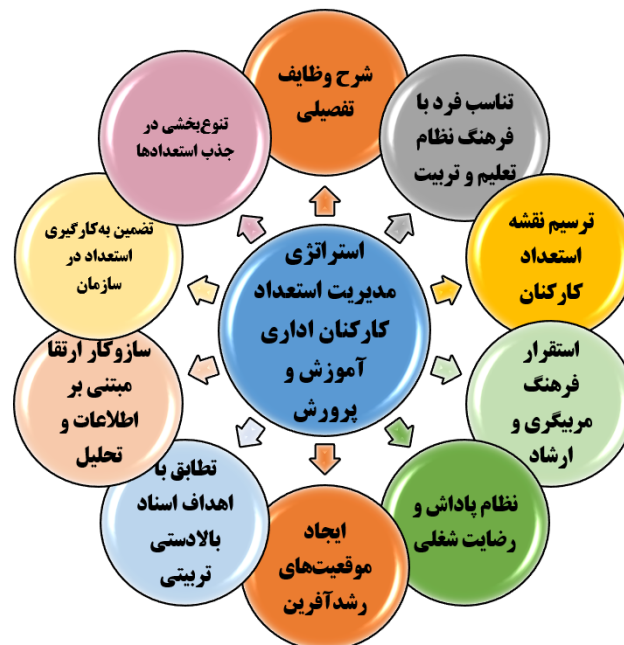 شرح وظایف
تفصیلی
تناسب فرد با
فرهنگ نظام
تعلیم و تربیت
ترسیم نقشه
استعداد
کارکنان
استقرار
فرهنگ
مربیگری و
ارشاد
نظام پاداش و
رضایت شغلی
ایجاد
موقعیت‌های
رشدآفرین
تطابق با
اهداف اسناد
بالادستی
تربیتی
سازوکار ارتقا
مبتنی بر
اطلاعات و
تحلیل
تضمین به‌کارگیری
استعداد در
سازمان
تنوع‌بخشی در
جذب استعدادها
استراتژی
مدیریت استعداد
کارکنان اداری
آموزش و
پرورش